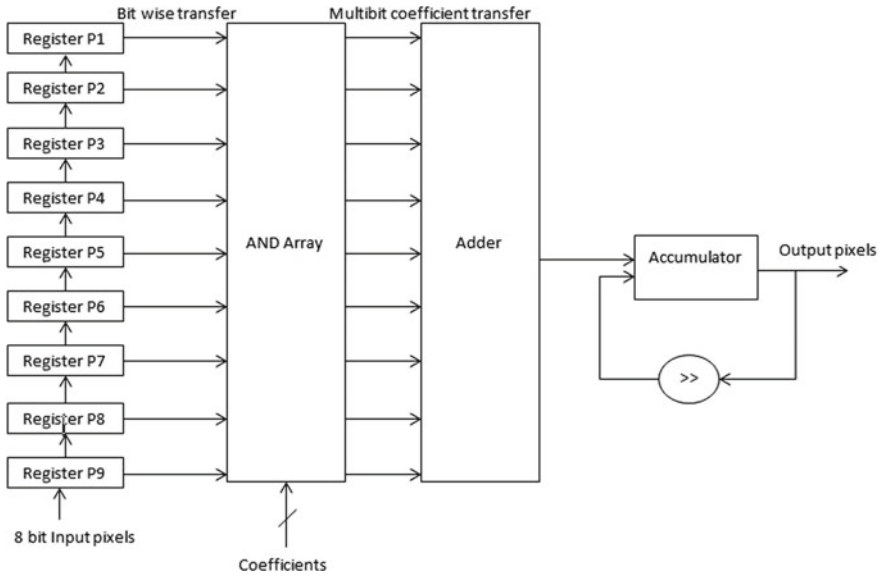 Bit wise transfer
Multibit coefficient transfer
Register P1
Register P2
Register P3
Register P4
Register P5
Register P6
Register P7
Register P8
Register P9
AND Array
Adder
Accumulator
Output pixels
>>
8 bit Input pixels
Coefficients